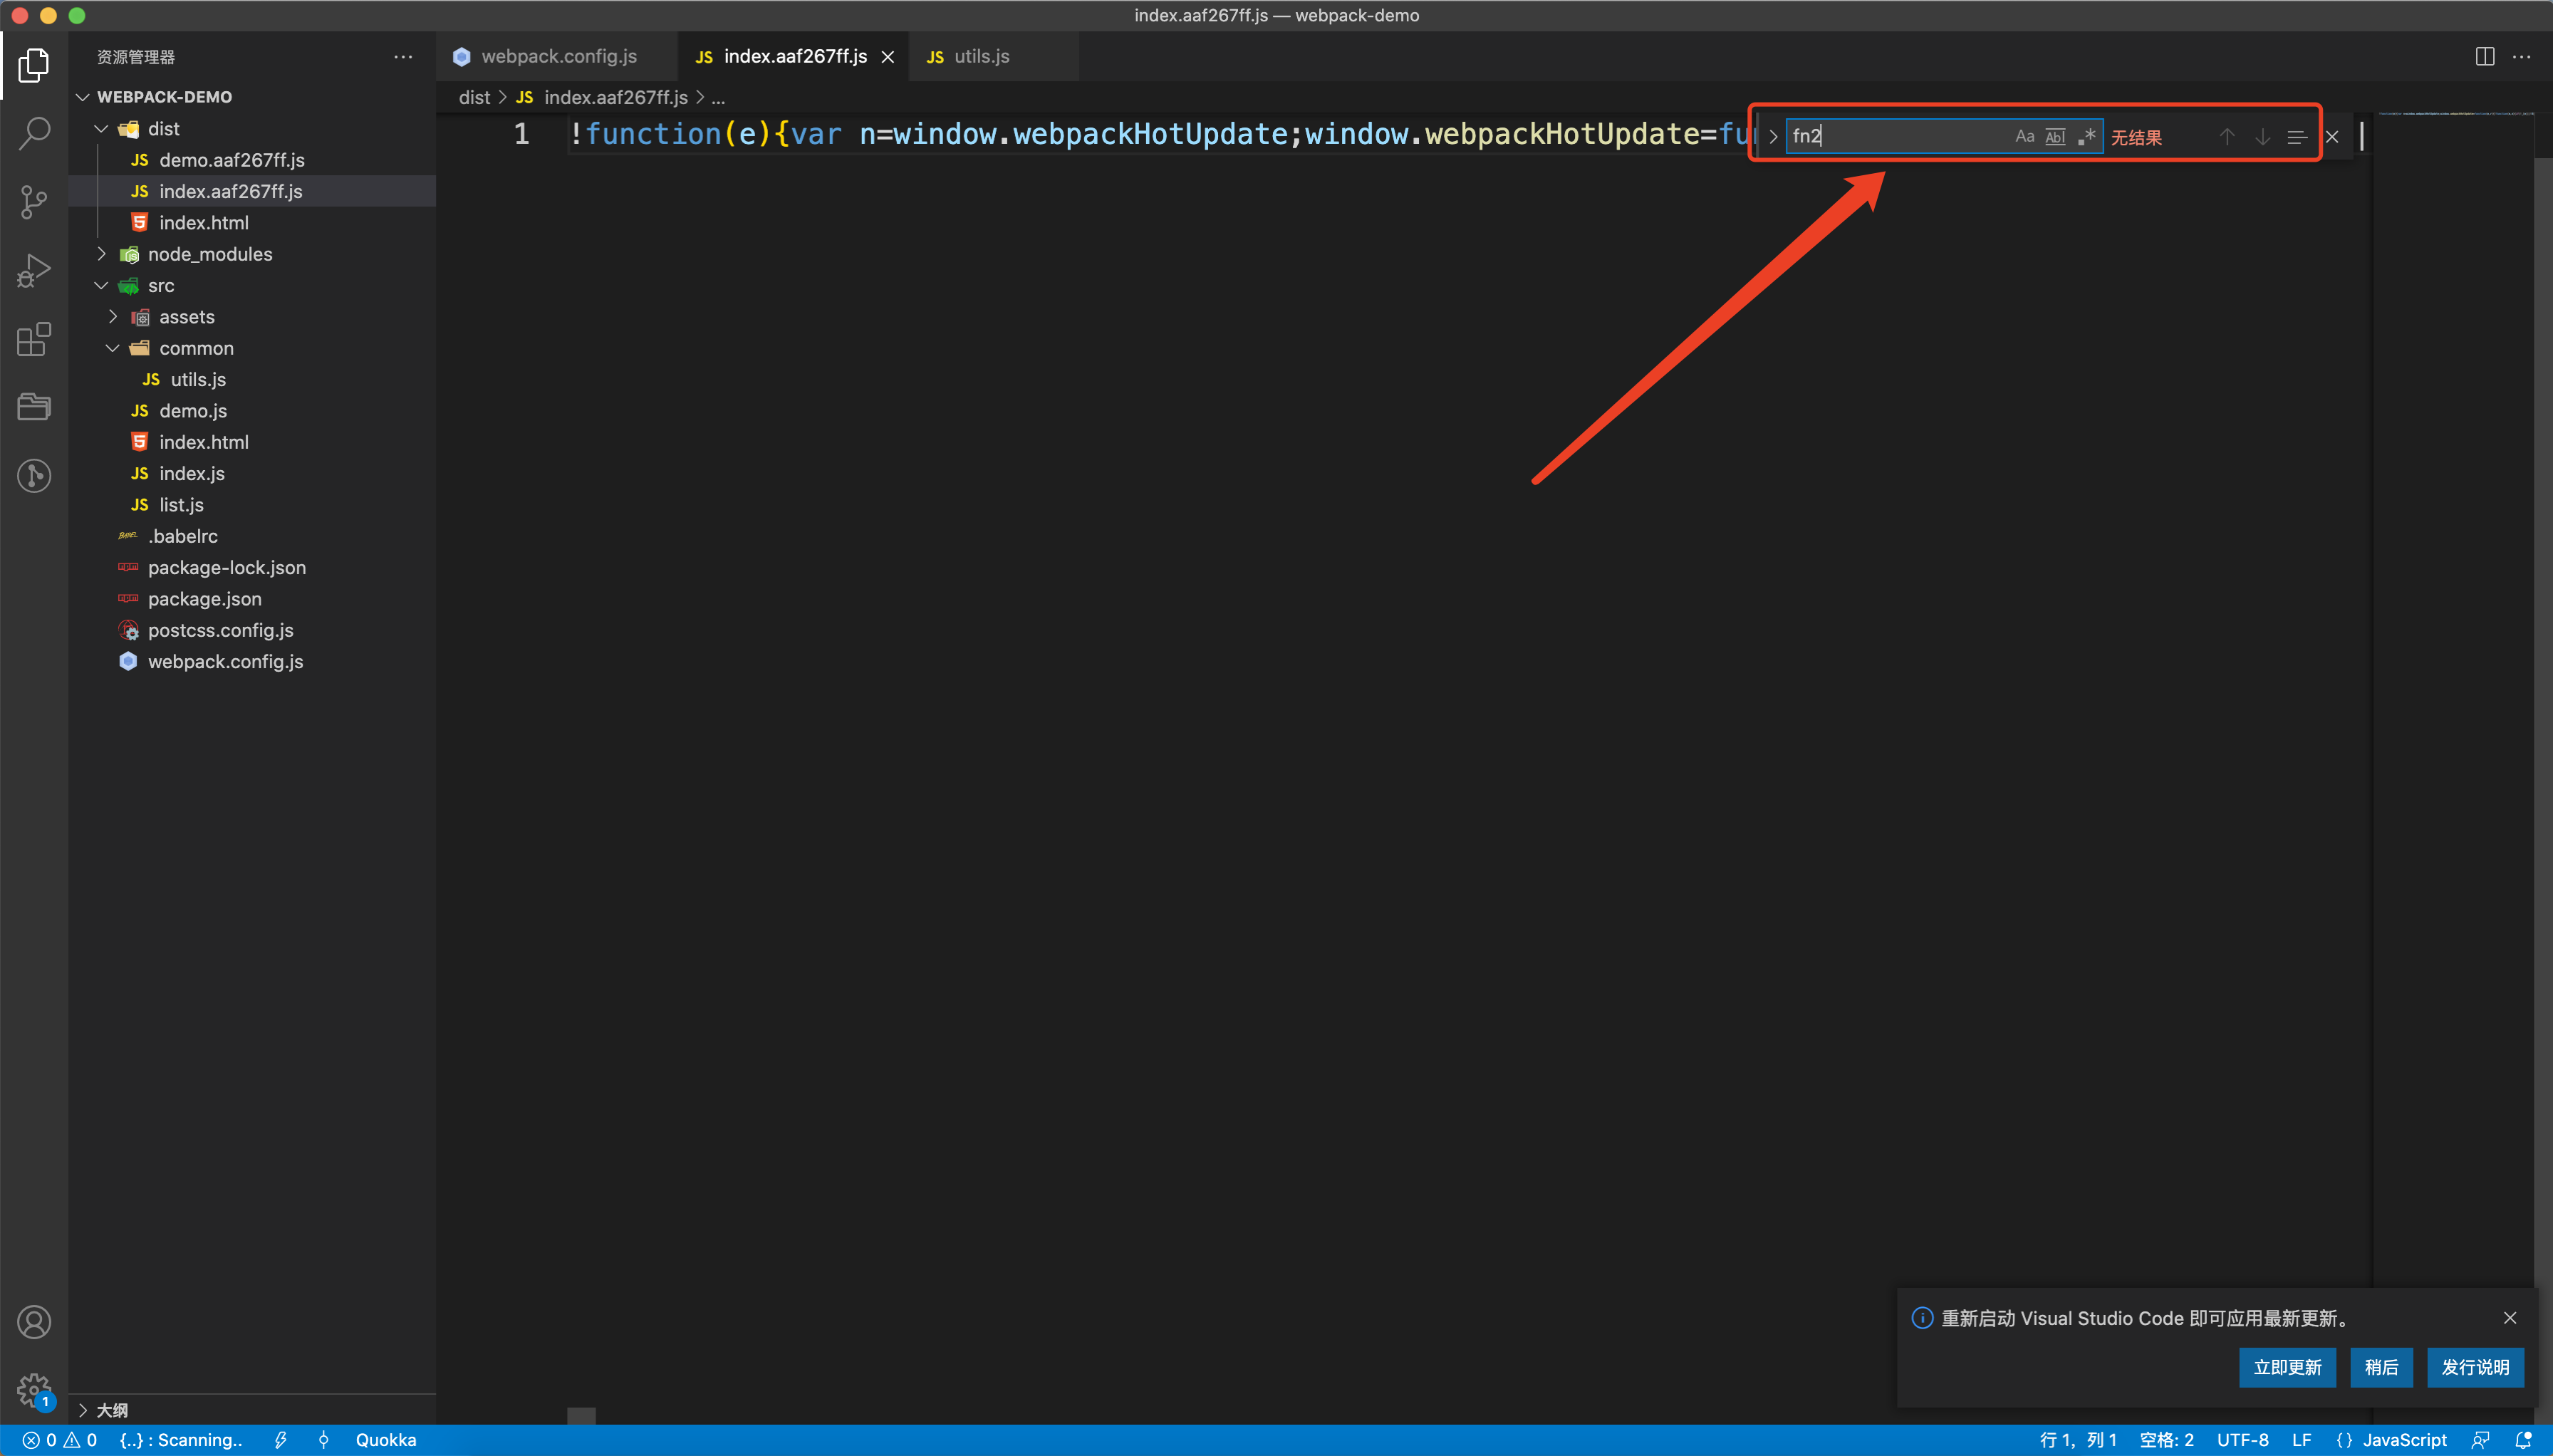 index.aaf267ff.js — webpack-demo
资源管理器
WEBPACK-DEMO
dist
JS demo.aaf267ff.js
JS index.aaf267ff.js
index.html
node_modules
src
assets
common
JS utils.js
JS demo.js
index.html
JS index.js
JS list.js
.babelrc
package-lock.json
package.json
postcss.config.js
webpack.config.js
大纲
webpack.config.js
JS index.aaf267ff.js
JS utils.js
dist > JS index.aaf267ff.js > ...
1 !function(e){var n=window.webpackHotUpdate;window.webpackHotUpdate=fu
fn2 Aa Abl .* 无结果
重新启动 Visual Studio Code 即可应用最新更新。
立即更新 稍后 发行说明
1
0 0 {..} : Scanning.. Quokka 行 1，列 1 空格: 2 UTF-8 LF {} JavaScript